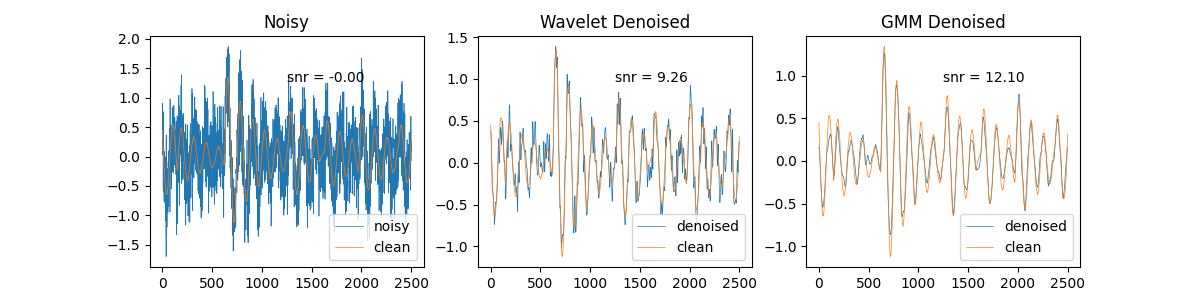 Noisy
2.0
1.5
1.0
0.5
0.0
−0.5
−1.0
−1.5
snr = -0.00
noisy
clean
0 500 1000 1500 2000 2500
Wavelet Denoised
1.5
1.0
0.5
0.0
−0.5
−1.0
snr = 9.26
denoised
clean
0 500 1000 1500 2000 2500
GMM Denoised
1.0
0.5
0.0
−0.5
−1.0
snr = 12.10
denoised
clean
0 500 1000 1500 2000 2500